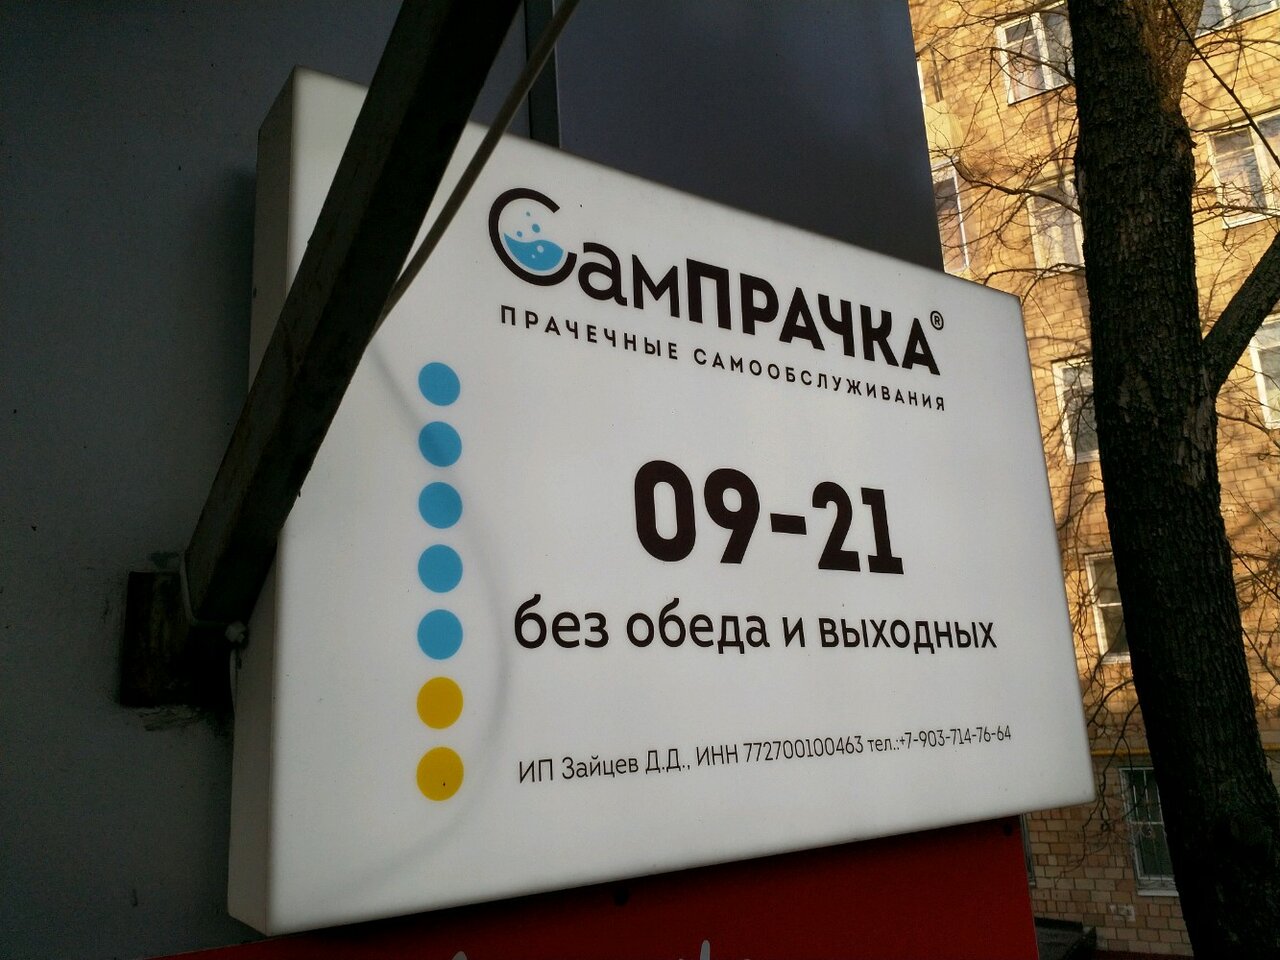 СамПРАЧКА®
ПРАЧЕЧНЫЕ САМООБСЛУЖИВАНИЯ
09-21
без обеда и выходных
ИП Зайцев Д.Д., ИНН 772700100463 тел.:+7-903-714-76-64